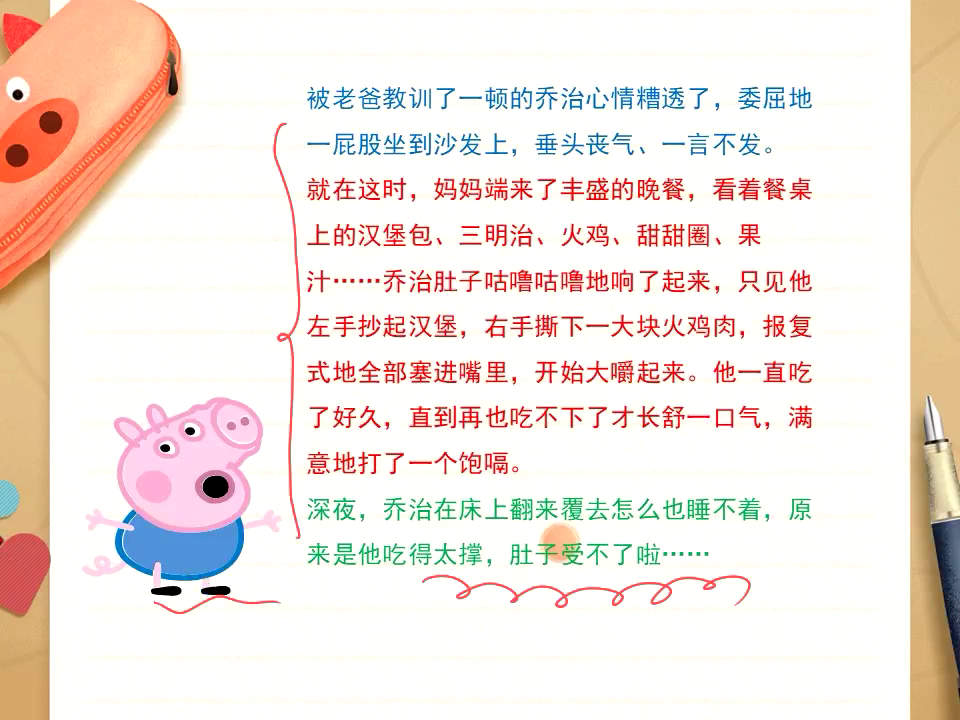 被老爸教训了一顿的乔治心情糟透了，委屈地
一屁股坐到沙发上，垂头丧气、一言不发。
就在这时，妈妈端来了丰盛的晚餐，看着餐桌
上的汉堡包、三明治、火鸡、甜甜圈、果
汁……乔治肚子咕噜咕噜地响了起来，只见他
左手抄起汉堡，右手撕下一大块火鸡肉，报复
式地全部塞进嘴里，开始大嚼起来。他一直吃
了好久，直到再也吃不下了才长舒一口气，满
意地打了一个饱嗝。
深夜，乔治在床上翻来覆去怎么也睡不着，原
来是他吃得太撑，肚子受不了啦……